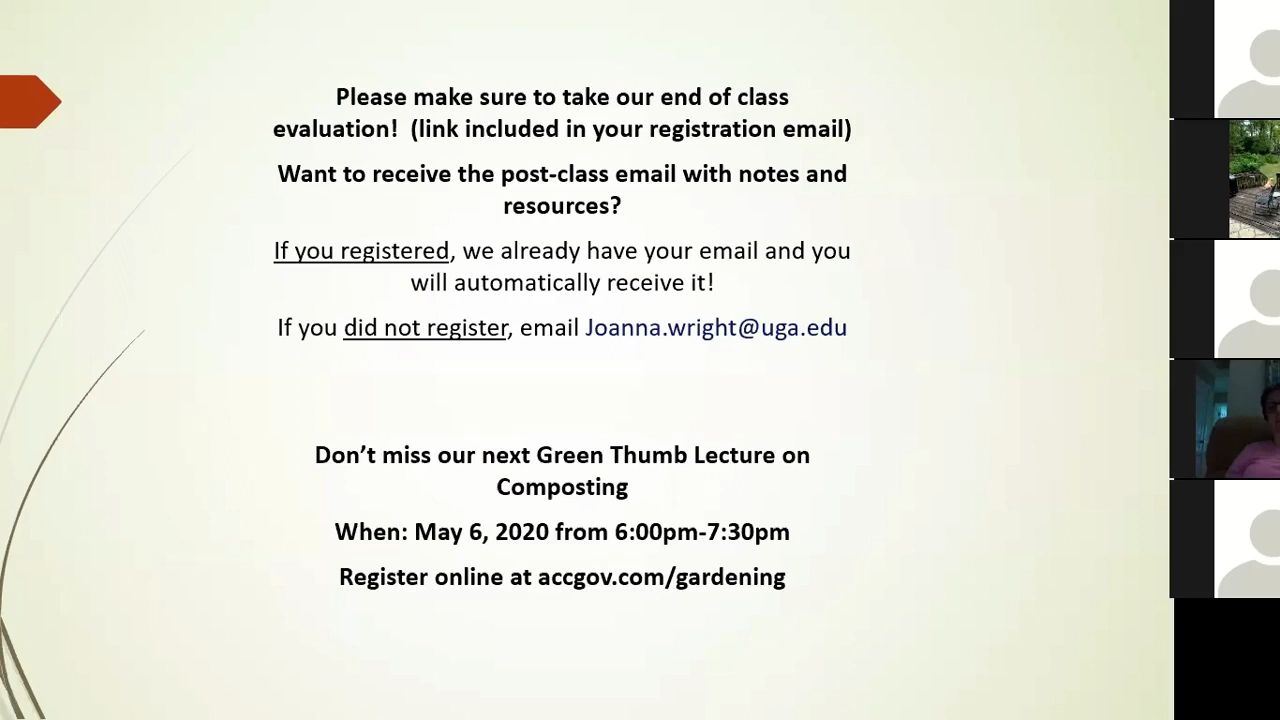 Please make sure to take our end of class
evaluation!  (link included in your registration email)
Want to receive the post-class email with notes and
resources?
If you registered, we already have your email and you
will automatically receive it!
If you did not register, email Joanna.wright@uga.edu
Don’t miss our next Green Thumb Lecture on
Composting
When: May 6, 2020 from 6:00pm-7:30pm
Register online at accgov.com/gardening